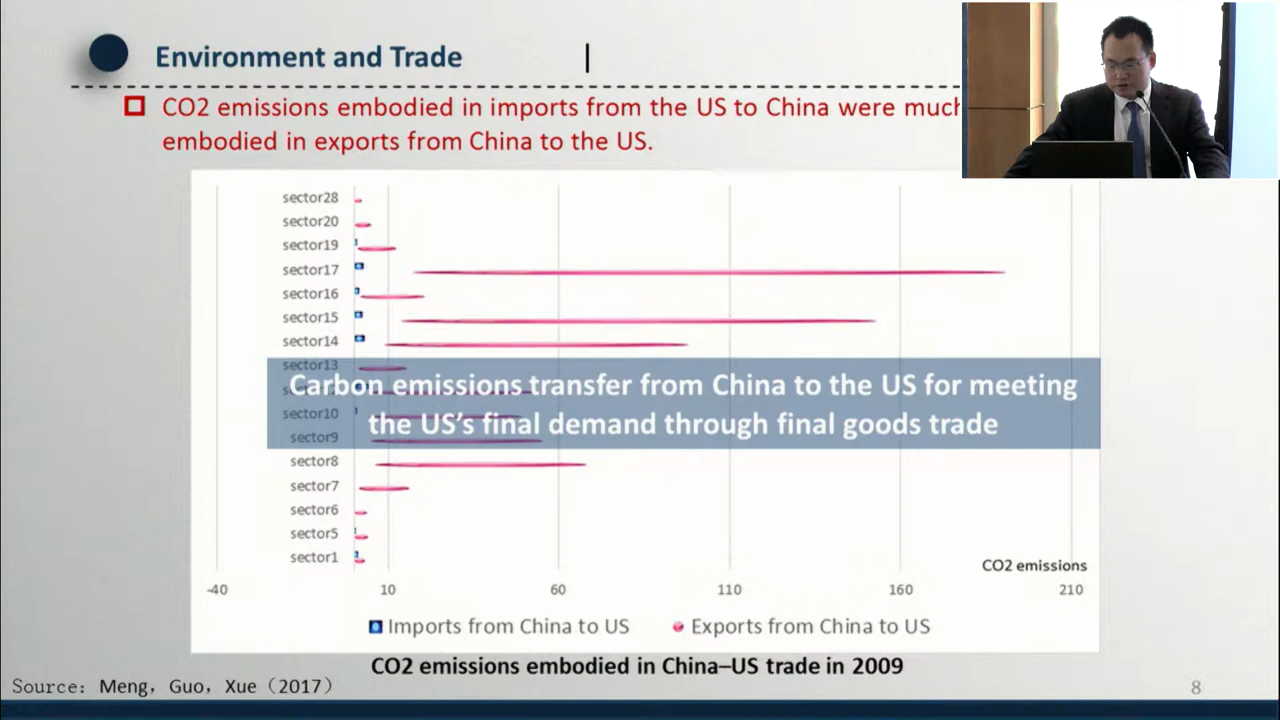 Environment and Trade
CO2 emissions embodied in imports from the US to China were much
embodied in exports from China to the US.
sector28
sector20
sector19
sector17
sector16
sector15
sector14
sector13
Carbon emissions transfer from China to the US for meeting
sector10
the US's final demand through final goods trade
sector9
sector8
sector7
sector6
sector5
sector1
CO2 emissions
-40 10 60 110 160 210
Imports from China to US Exports from China to US
CO2 emissions embodied in China–US trade in 2009
Source: Meng, Guo, Xue (2017)
8